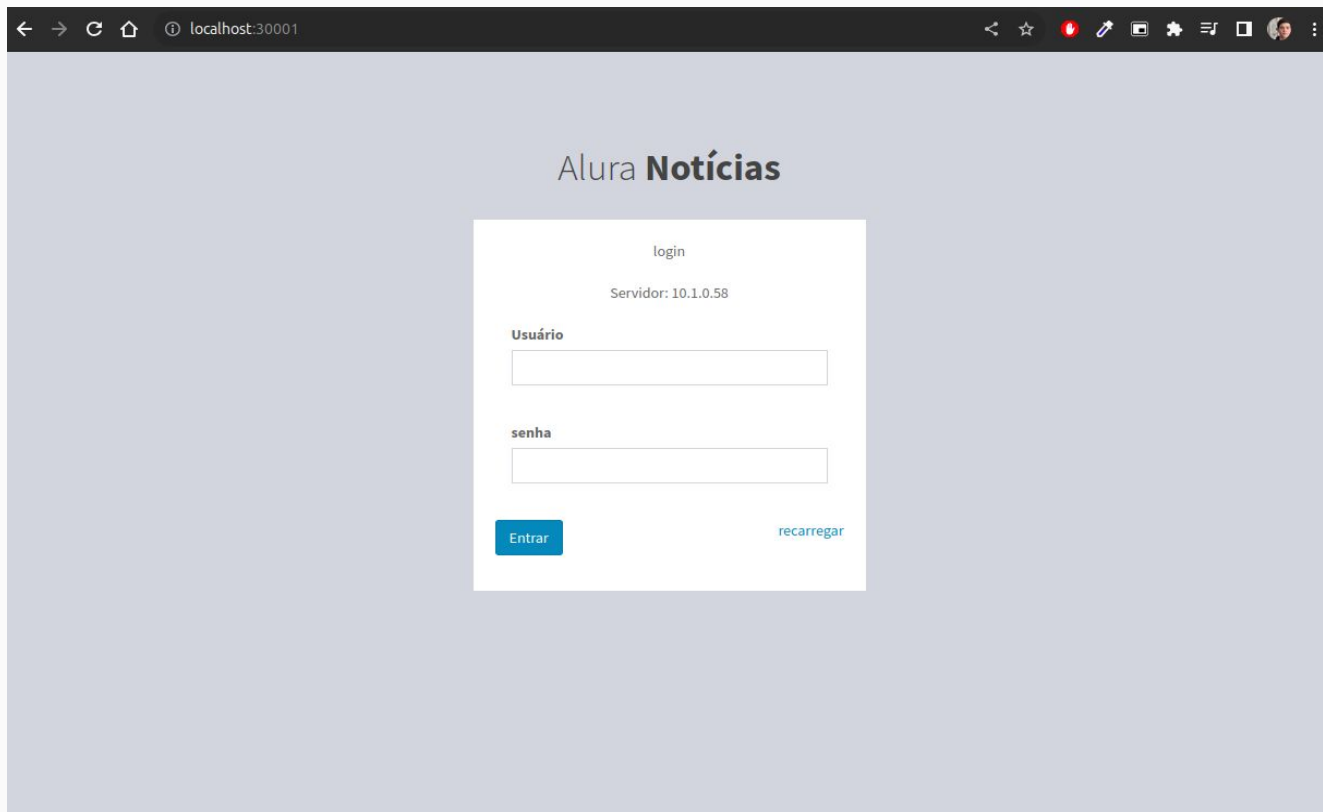 localhost:30001
Alura Notícias
login
Servidor: 10.1.0.58
Usuário
senha
Entrar
recarregar